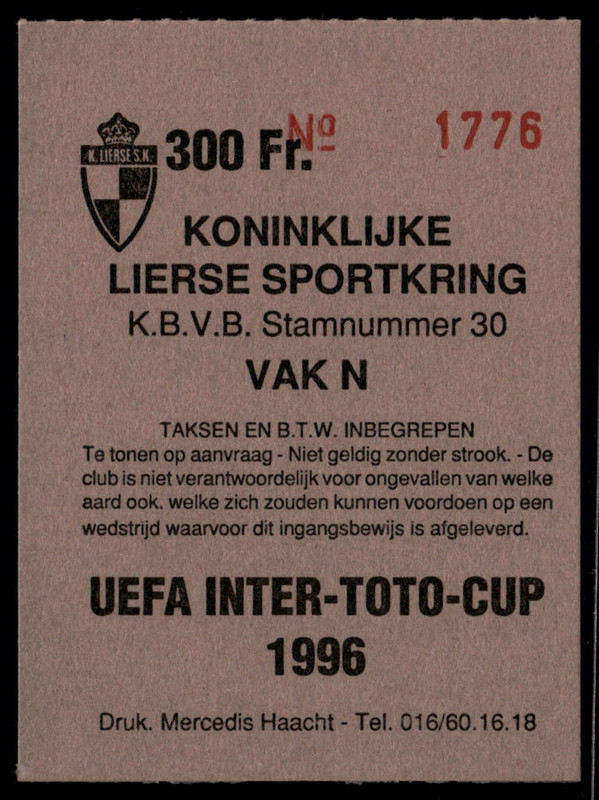 K. LIERSE S.K.
300 Fr. Nº 1776
KONINKLIJKE
LIERSE SPORTKRING
K.B.V.B. Stamnummer 30
VAK N
TAKSEN EN B.T.W. INBEGREPEN
Te tonen op aanvraag - Niet geldig zonder strook. - De
club is niet verantwoordelijk voor ongevallen van welke
aard ook. welke zich zouden kunnen voordoen op een
wedstrijd waarvoor dit ingangsbewijs is afgeleverd.
UEFA INTER-TOTO-CUP
1996
Druk. Mercedis Haacht - Tel. 016/60.16.18